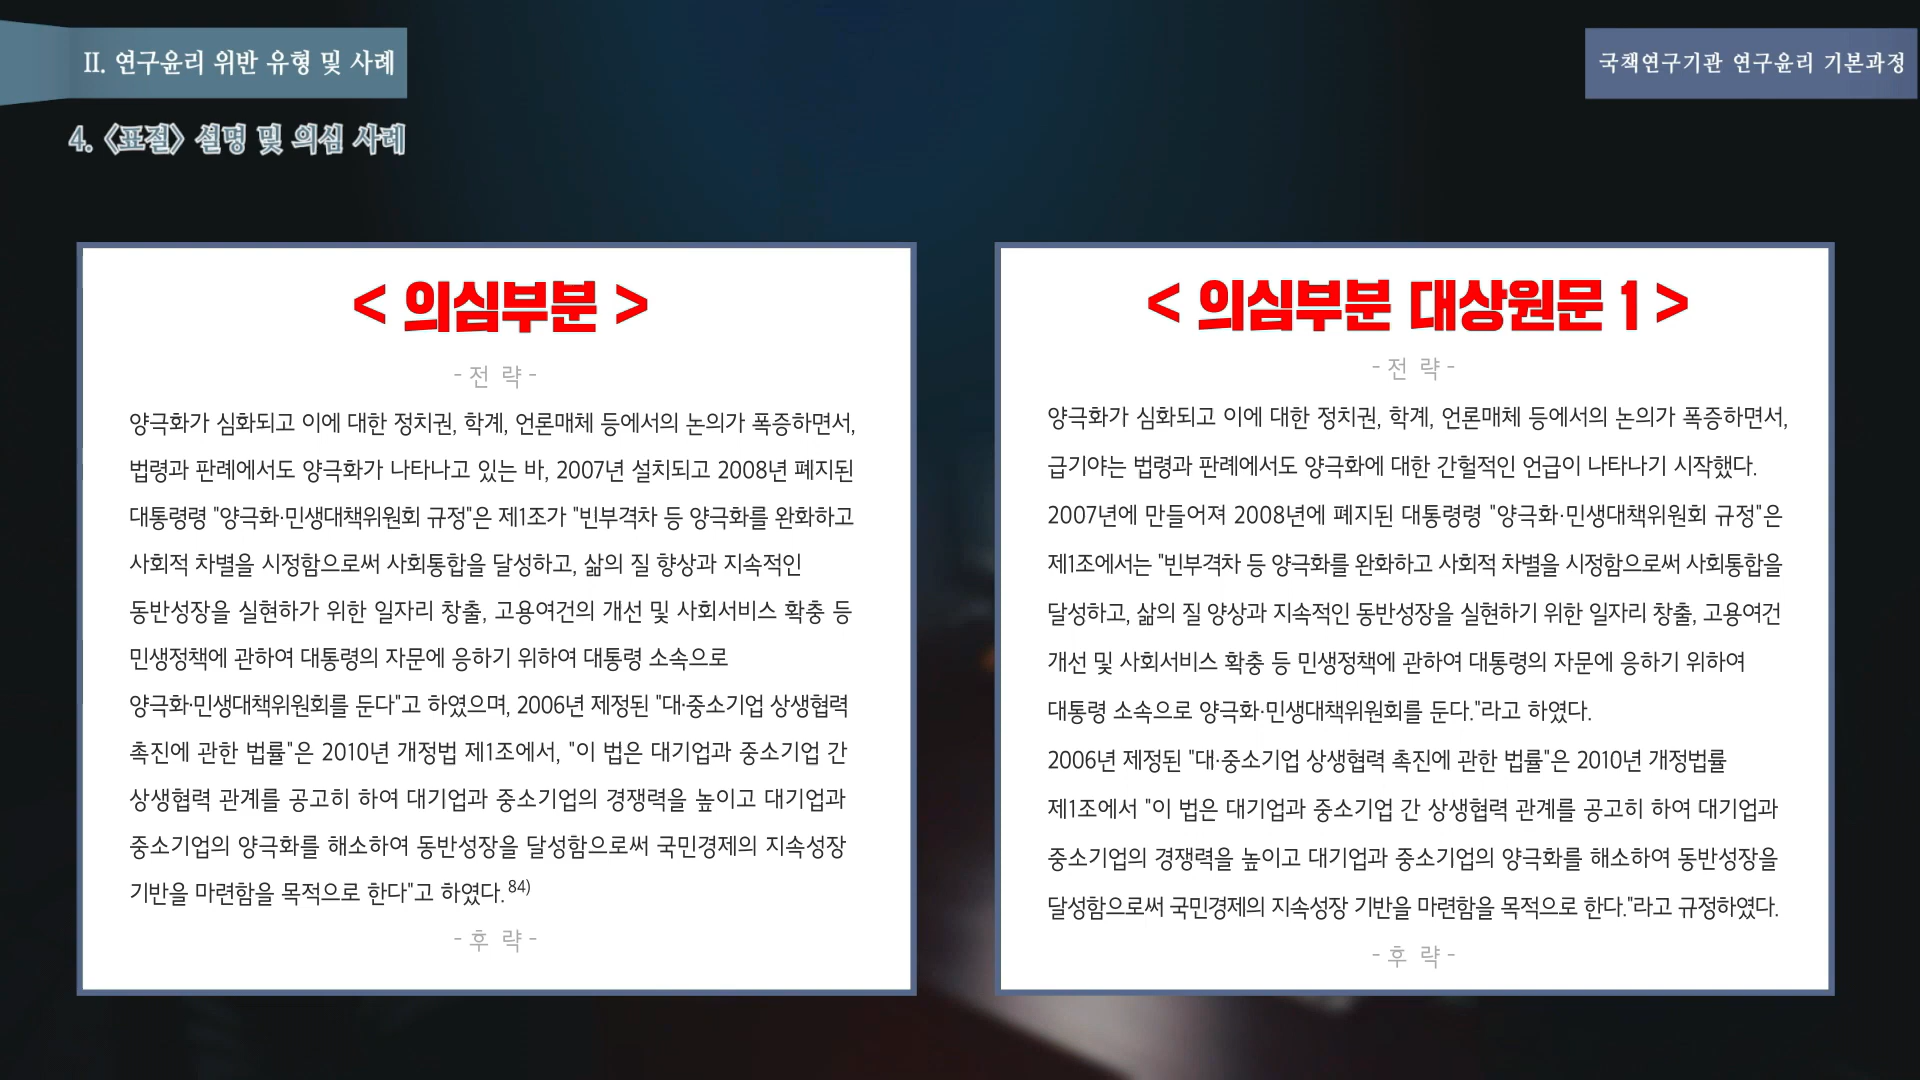 II. 연구윤리 위반 유형 및 사례
국책연구기관 연구윤리 기본과정
4. 〈표절〉 설명 및 의심 사례
< 의심부분 >
- 전 략 -
양극화가 심화되고 이에 대한 정치권, 학계, 언론매체 등에서의 논의가 폭증하면서,
법령과 판례에서도 양극화가 나타나고 있는 바, 2007년 설치되고 2008년 폐지된
대통령령 "양극화·민생대책위원회 규정"은 제1조가 "빈부격차 등 양극화를 완화하고
사회적 차별을 시정함으로써 사회통합을 달성하고, 삶의 질 향상과 지속적인
동반성장을 실현하가 위한 일자리 창출, 고용여건의 개선 및 사회서비스 확충 등
민생정책에 관하여 대통령의 자문에 응하기 위하여 대통령 소속으로
양극화·민생대책위원회를 둔다"고 하였으며, 2006년 제정된 "대·중소기업 상생협력
촉진에 관한 법률"은 2010년 개정법 제1조에서, "이 법은 대기업과 중소기업 간
상생협력 관계를 공고히 하여 대기업과 중소기업의 경쟁력을 높이고 대기업과
중소기업의 양극화를 해소하여 동반성장을 달성함으로써 국민경제의 지속성장
기반을 마련함을 목적으로 한다"고 하였다. 84)
- 후 략 -
< 의심부분 대상원문 1 >
- 전 략 -
양극화가 심화되고 이에 대한 정치권, 학계, 언론매체 등에서의 논의가 폭증하면서,
급기야는 법령과 판례에서도 양극화에 대한 간헐적인 언급이 나타나기 시작했다.
2007년에 만들어져 2008년에 폐지된 대통령령 "양극화·민생대책위원회 규정"은
제1조에서는 "빈부격차 등 양극화를 완화하고 사회적 차별을 시정함으로써 사회통합을
달성하고, 삶의 질 양상과 지속적인 동반성장을 실현하기 위한 일자리 창출, 고용여건
개선 및 사회서비스 확충 등 민생정책에 관하여 대통령의 자문에 응하기 위하여
대통령 소속으로 양극화·민생대책위원회를 둔다."라고 하였다.
2006년 제정된 "대·중소기업 상생협력 촉진에 관한 법률"은 2010년 개정법률
제1조에서 "이 법은 대기업과 중소기업 간 상생협력 관계를 공고히 하여 대기업과
중소기업의 경쟁력을 높이고 대기업과 중소기업의 양극화를 해소하여 동반성장을
달성함으로써 국민경제의 지속성장 기반을 마련함을 목적으로 한다."라고 규정하였다.
- 후 략 -